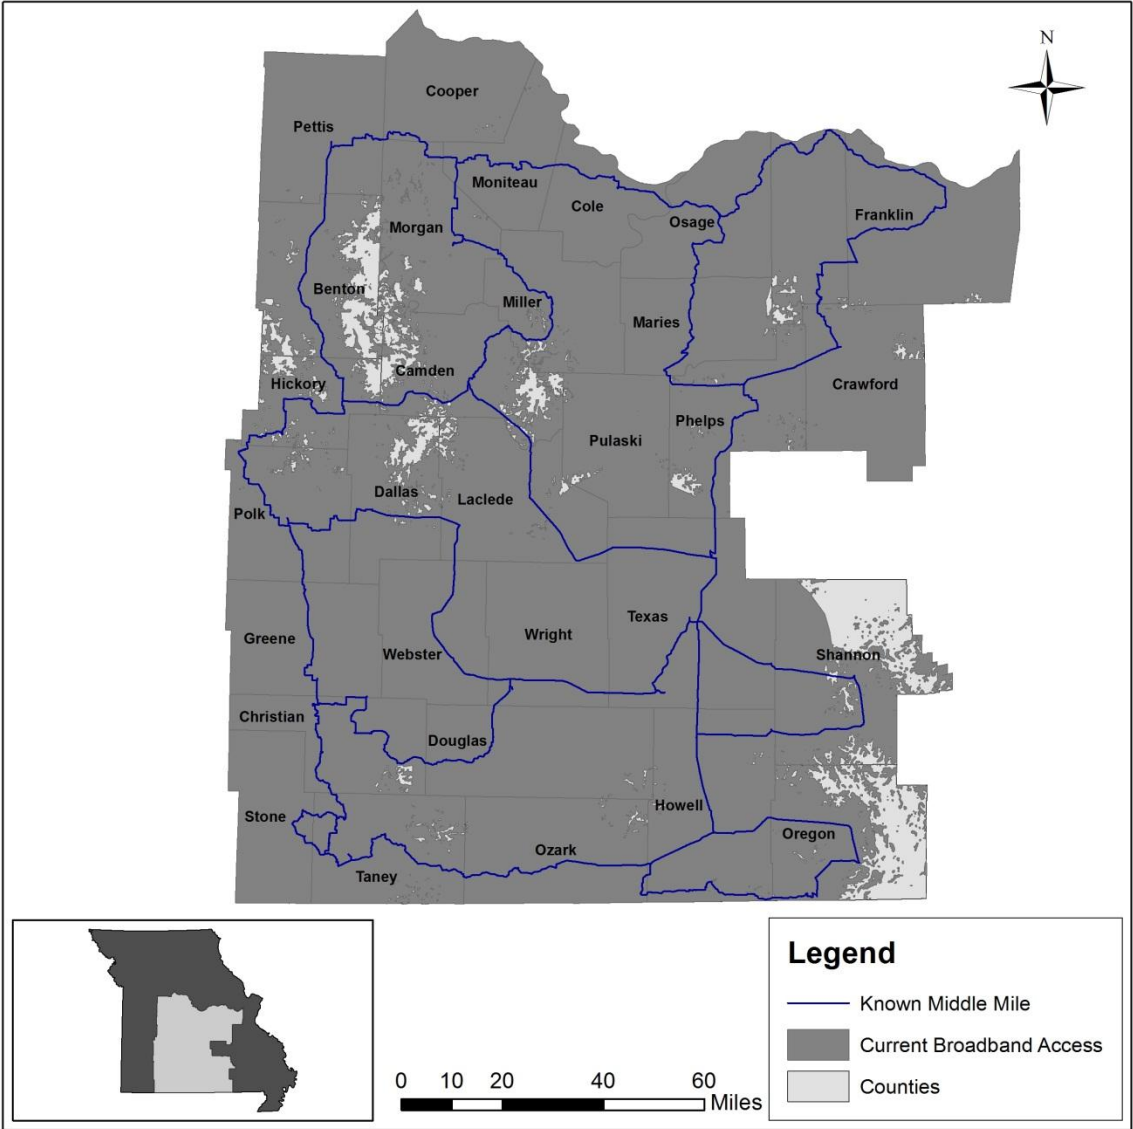 N
Cooper
Pettis
Moniteau
Cole
Osage
Franklin
Morgan
Benton
Miller
Maries
Hickory
Camden
Crawford
Phelps
Pulaski
Dallas
Laclede
Polk
Texas
Greene
Wright
Webster
Shannon
Christian
Douglas
Stone
Howell
Oregon
Ozark
Taney
Legend
Known Middle Mile
Current Broadband Access
Counties
0 10 20 40 60
Miles